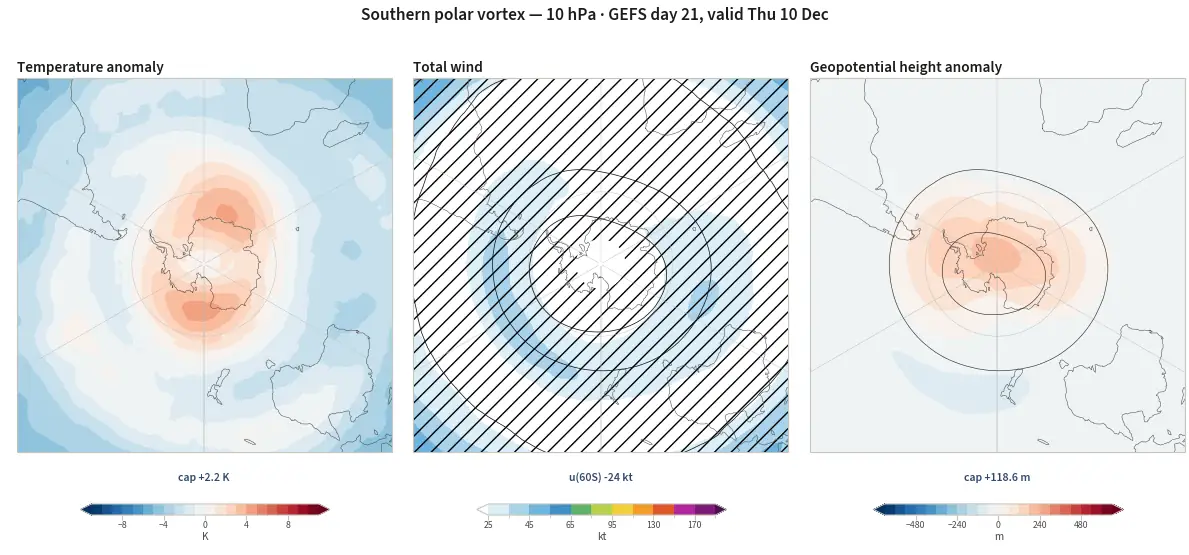 Southern polar vortex — 10 hPa · GEFS day 21, valid Thu 10 Dec
Temperature anomaly
Total wind
Geopotential height anomaly
cap +2.2 K
u(60S) -24 kt
cap +118.6 m
−8 −4 0 4 8
K
25 45 65 95 130 170
kt
−480 −240 0 240 480
m